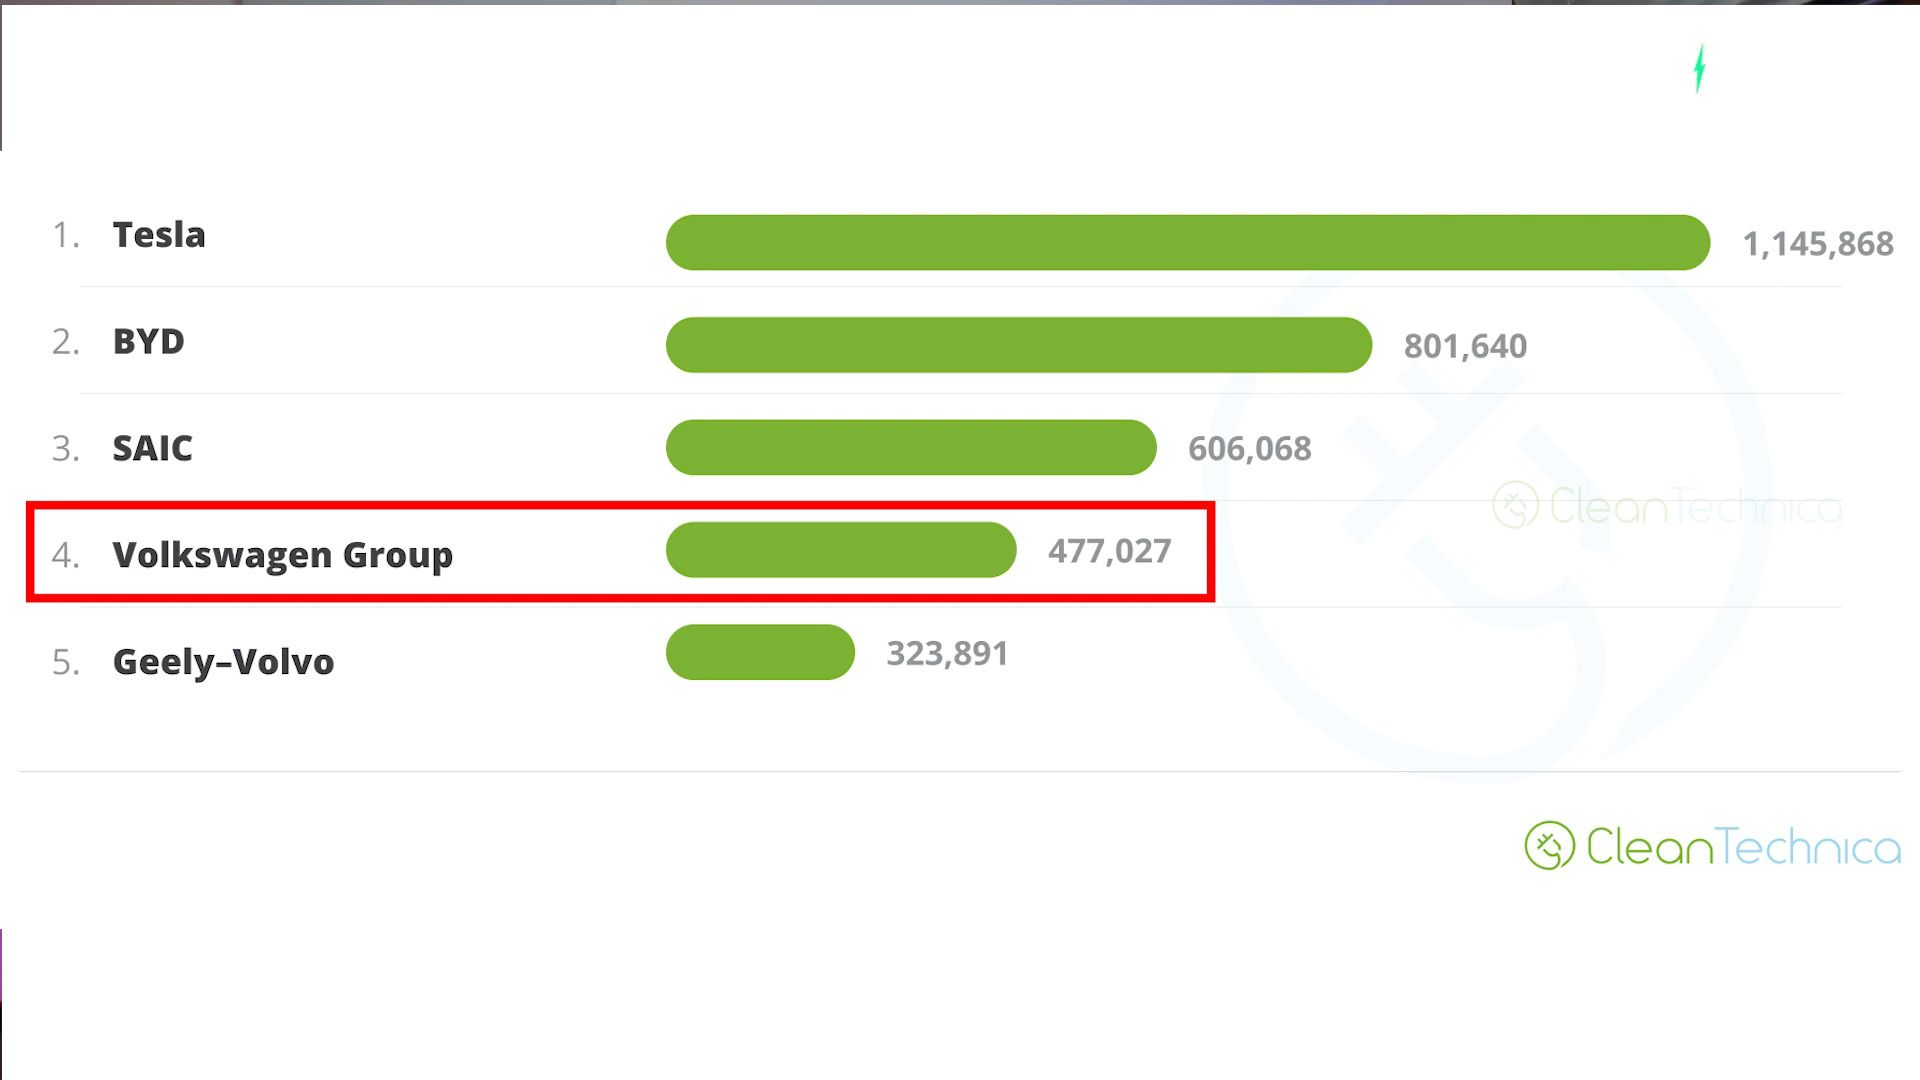 1. Tesla 1,145,868
2. BYD 801,640
3. SAIC 606,068
CleanTechnica
4. Volkswagen Group 477,027
5. Geely–Volvo 323,891
CleanTechnica